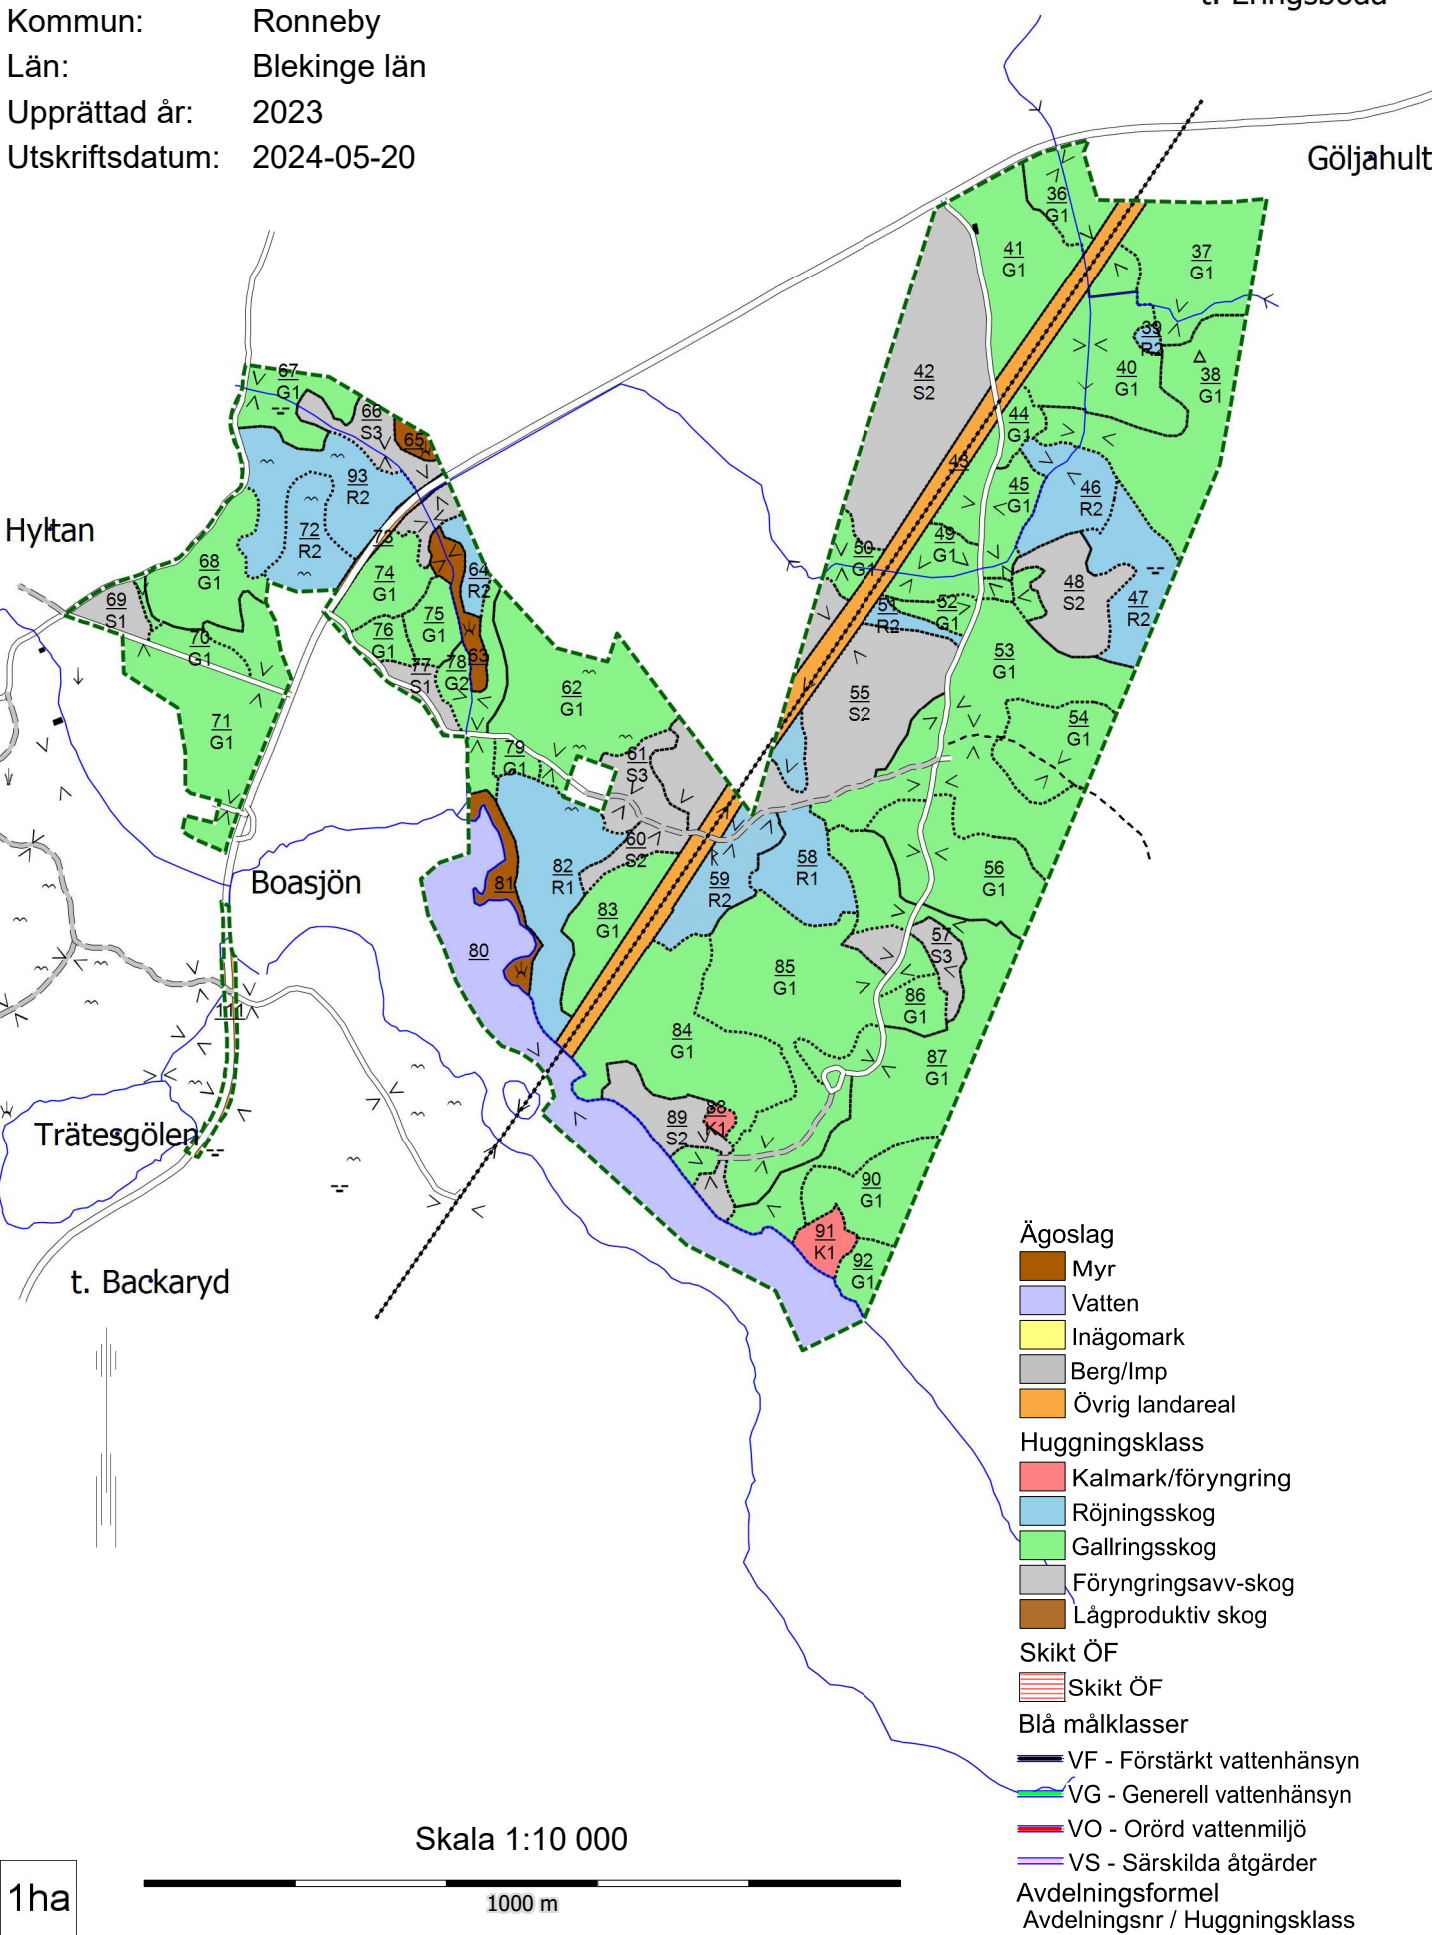 Kommun: Ronneby
Län: Blekinge län
Upprättad år: 2023
Utskriftsdatum: 2024-05-20
Göljahult
36
G1
41
G1
37
G1
39
R2
40
G1
38
G1
42
S2
44
G1
43
45
G1
46
R2
67
G1
66
S3
65
93
R2
72
R2
73
Hyltan
68
G1
69
S1
70
G1
71
G1
74
G1
75
G1
76
G1
77
S1
78
G2
64
R2
63
62
G1
49
G1
50
G1
51
R2
52
G1
48
S2
47
R2
53
G1
54
G1
55
S2
79
G1
61
S3
60
S2
82
R1
81
80
83
G1
59
R2
58
R1
56
G1
57
S3
Boasjön
85
G1
86
G1
84
G1
87
G1
111
88
K1
89
S2
90
G1
91
K1
92
G1
Trätesgölen
t. Backaryd
Ägoslag
Myr
Vatten
Inägomark
Berg/Imp
Övrig landareal
Huggningsklass
Kalmark/föryngring
Röjningsskog
Gallringsskog
Föryngringsavv-skog
Lågproduktiv skog
Skikt ÖF
Skikt ÖF
Blå målklasser
VF - Förstärkt vattenhänsyn
VG - Generell vattenhänsyn
VO - Orörd vattenmiljö
VS - Särskilda åtgärder
Avdelningsformel
Avdelningsnr / Huggningsklass
Skala 1:10 000
1ha
1000 m